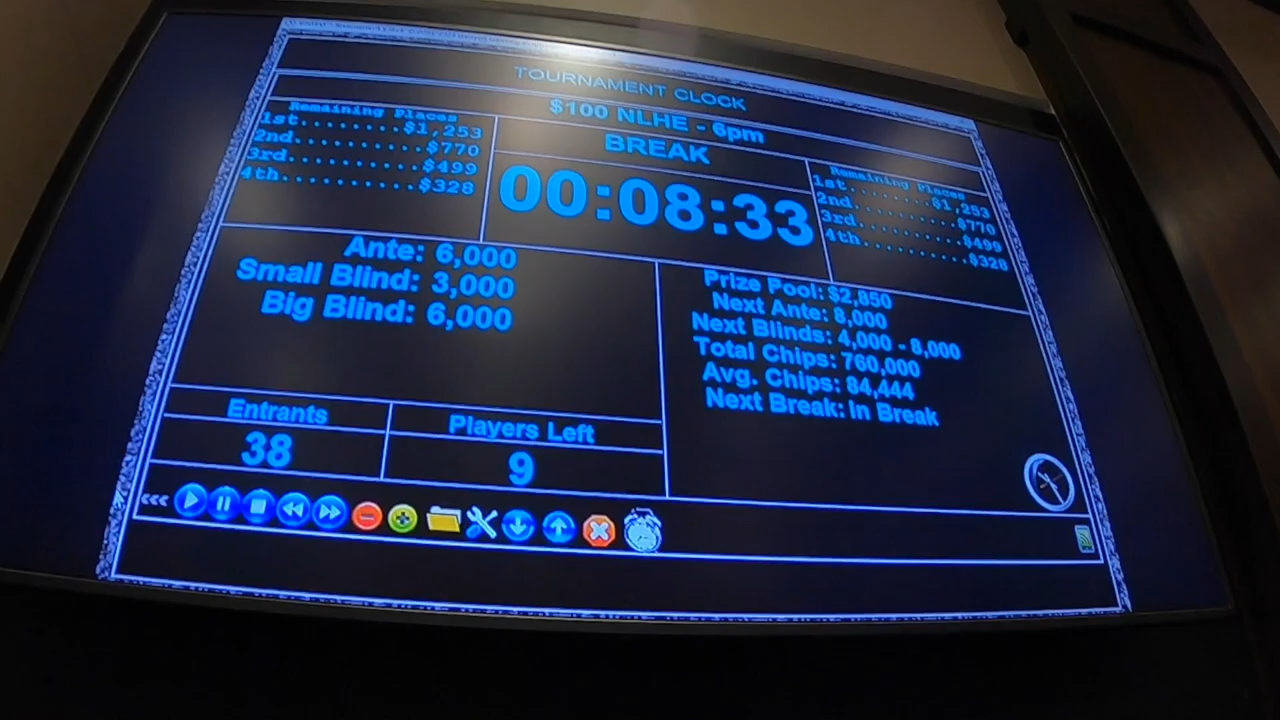 TOURNAMENT CLOCK
$100 NLHE - 6pm
Remaining Places
1st........$1,253
2nd..........$770
3rd..........$499
4th..........$328
BREAK
00:08:33
Remaining Places
1st........$1,253
2nd..........$770
3rd..........$499
4th..........$328
Ante: 6,000
Small Blind: 3,000
Big Blind: 6,000
Prize Pool: $2,850
Next Ante: 8,000
Next Blinds: 4,000 - 8,000
Total Chips: 760,000
Avg. Chips: 84,444
Next Break: In Break
Entrants
38
Players Left
9
<<<